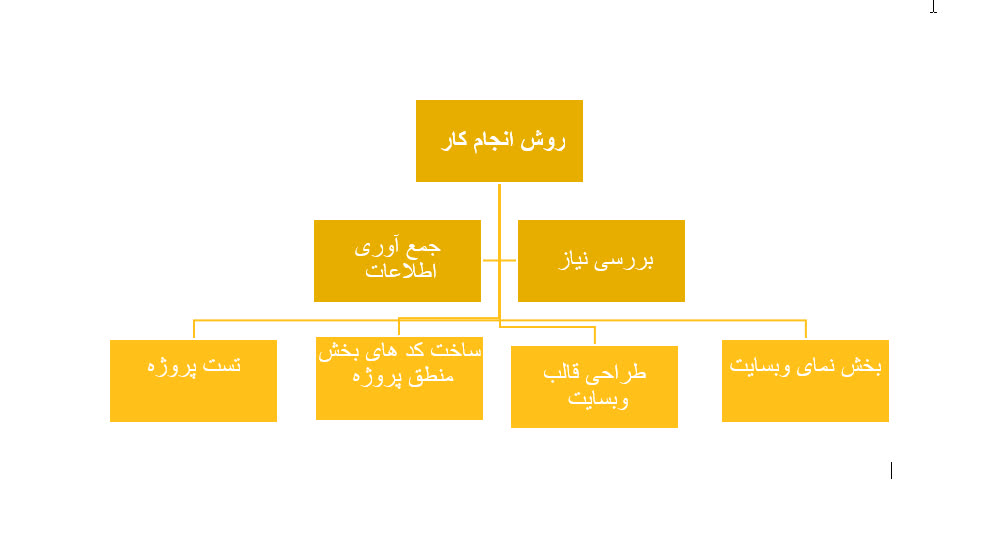 روش انجام کار
بررسی نیاز
جمع آوری
اطلاعات
بخش نمای وبسایت
طراحی قالب
وبسایت
ساخت کد های بخش
منطق پروژه
تست پروژه